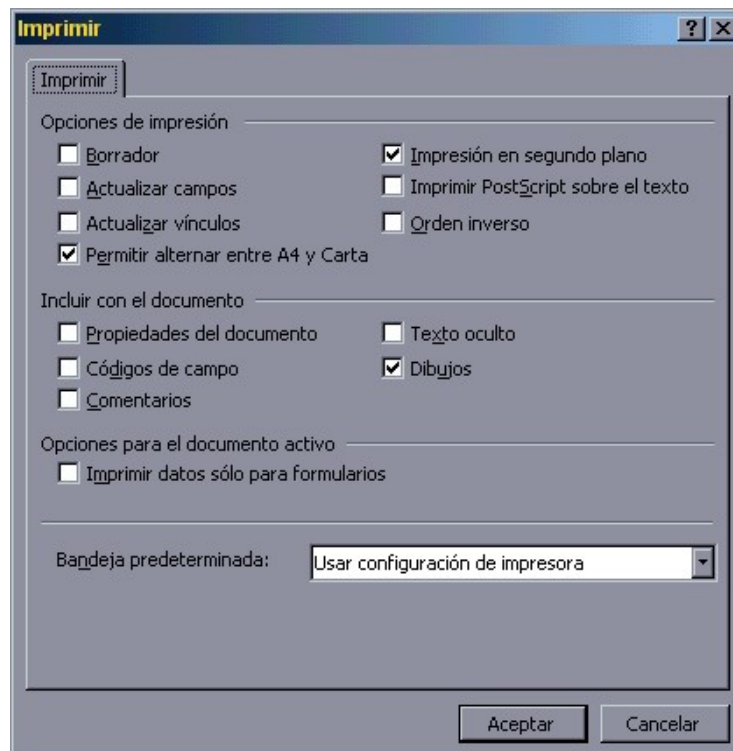 Imprimir
Imprimir
Opciones de impresión
Borrador
Impresión en segundo plano
Actualizar campos
Imprimir PostScript sobre el texto
Actualizar vínculos
Orden inverso
Permitir alternar entre A4 y Carta
Incluir con el documento
Propiedades del documento
Texto oculto
Códigos de campo
Dibujos
Comentarios
Opciones para el documento activo
Imprimir datos sólo para formularios
Bandeja predeterminada:
Usar configuración de impresora
Aceptar
Cancelar